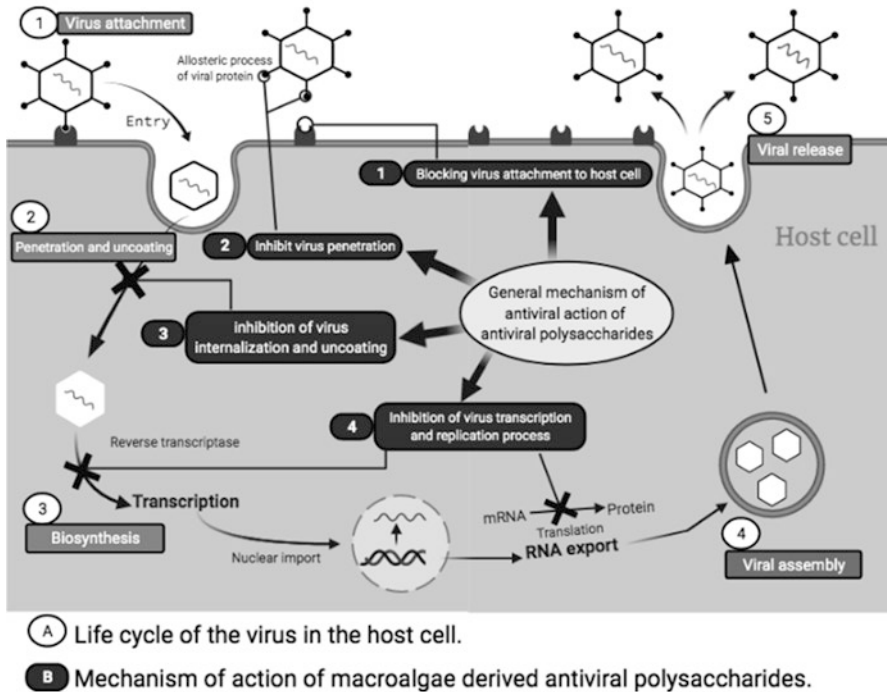 1 Virus attachment
Allosteric process
of viral protein
Entry
5
Viral release
1 Blocking virus attachment to host cell
2
Penetration and uncoating
2 Inhibit virus penetration
Host cell
General mechanism of
antiviral action of
antiviral polysaccharides
3 inhibition of virus
internalization and uncoating
4 Inhibition of virus transcription
and replication process
Reverse transcriptase
Transcription
3
Biosynthesis
Nuclear import
mRNA
Protein
Translation
RNA export
4
Viral assembly
A Life cycle of the virus in the host cell.
B Mechanism of action of macroalgae derived antiviral polysaccharides.